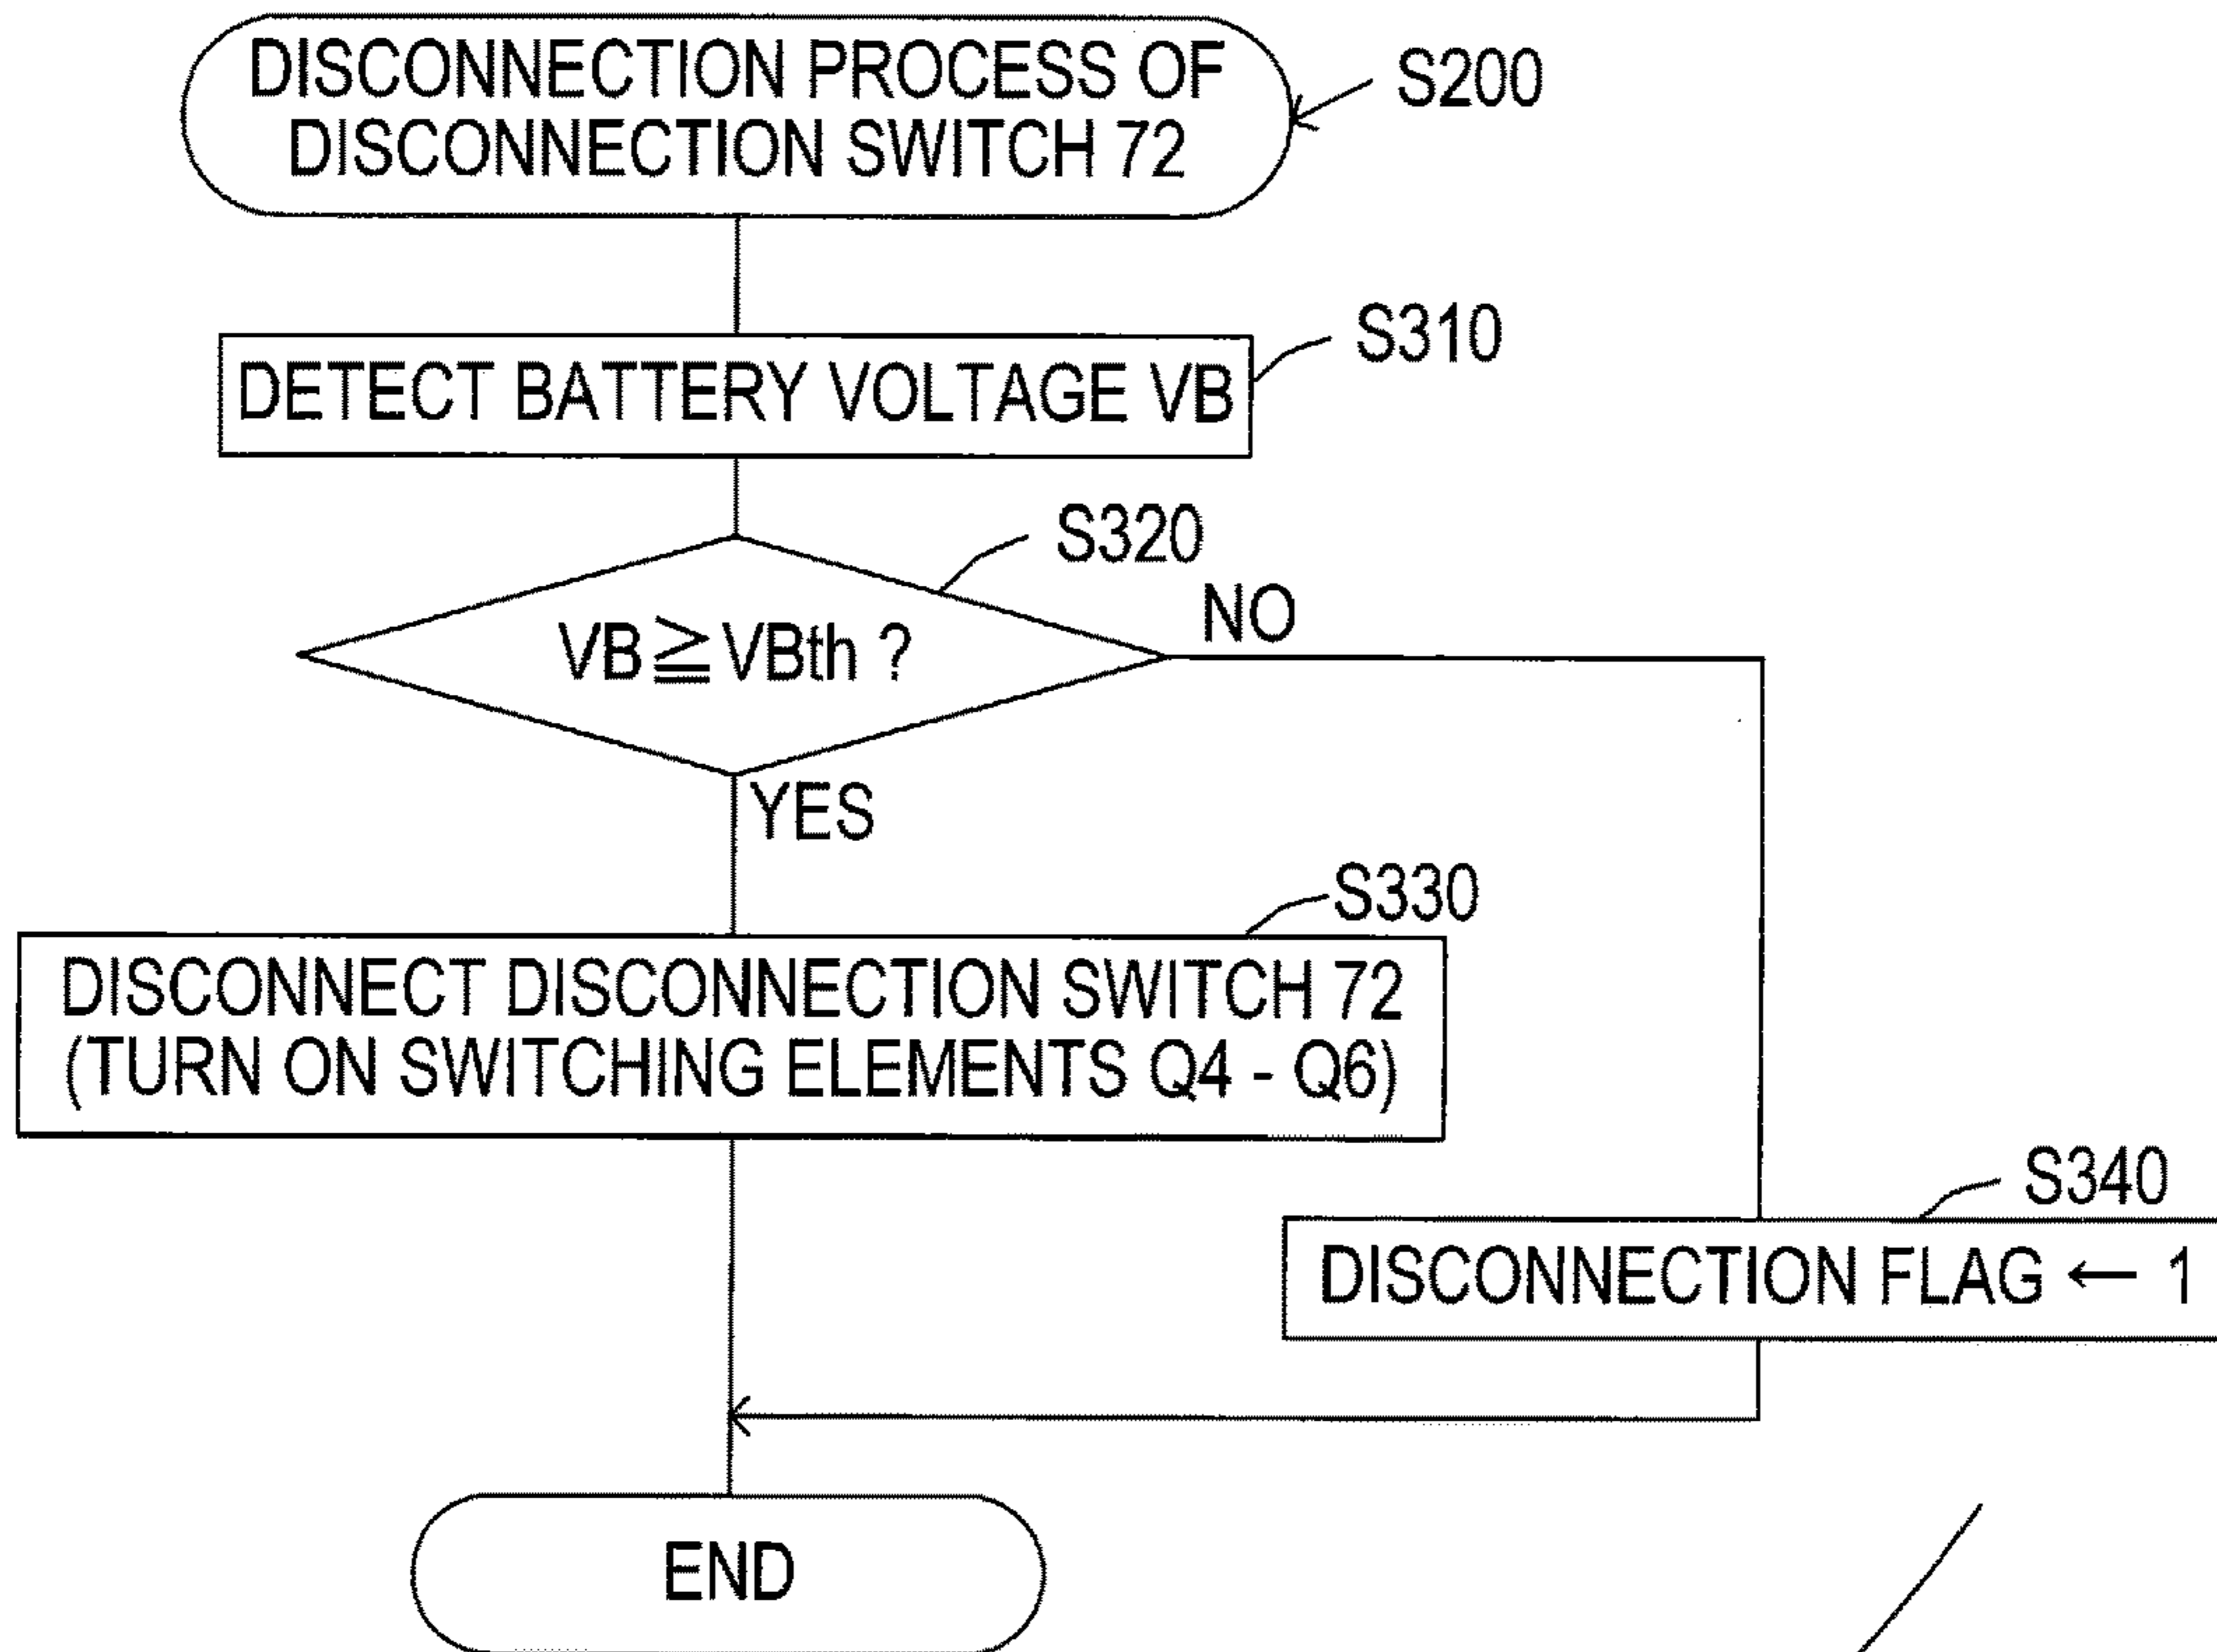 DISCONNECTION PROCESS OF
DISCONNECTION SWITCH 72
S200
DETECT BATTERY VOLTAGE VB
S310
S320
VB≧VBth ?
NO
YES
S330
DISCONNECT DISCONNECTION SWITCH 72
(TURN ON SWITCHING ELEMENTS Q4 - Q6)
S340
DISCONNECTION FLAG ← 1
END